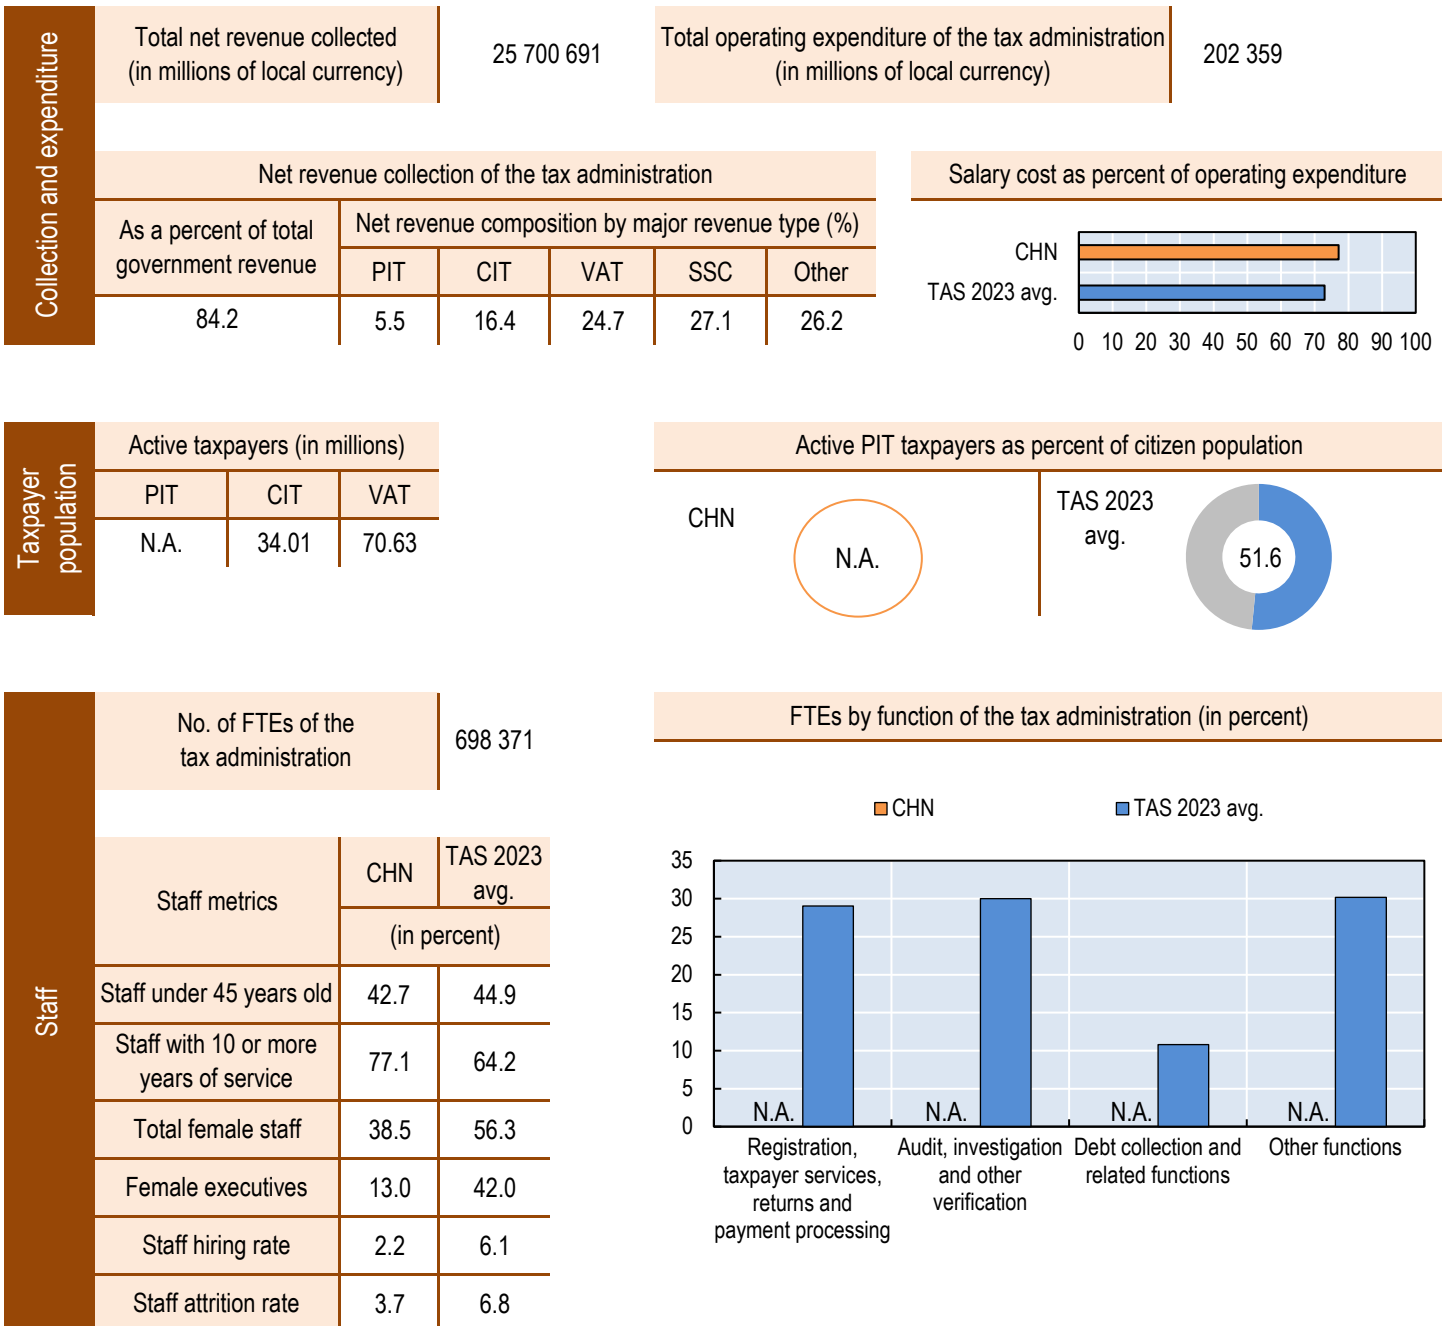 Collection and expenditure
Total net revenue collected
(in millions of local currency)
25 700 691
Total operating expenditure of the tax administration
(in millions of local currency)
202 359
Net revenue collection of the tax administration
As a percent of total
government revenue
Net revenue composition by major revenue type (%)
PIT CIT VAT SSC Other
84.2 5.5 16.4 24.7 27.1 26.2
Salary cost as percent of operating expenditure
CHN
TAS 2023 avg.
0 10 20 30 40 50 60 70 80 90 100
Taxpayer
population
Active taxpayers (in millions)
PIT CIT VAT
N.A. 34.01 70.63
Active PIT taxpayers as percent of citizen population
CHN
N.A.
TAS 2023
avg.
51.6
Staff
No. of FTEs of the
tax administration
698 371
Staff metrics
CHN
TAS 2023
avg.
(in percent)
Staff under 45 years old 42.7 44.9
Staff with 10 or more
years of service
77.1 64.2
Total female staff 38.5 56.3
Female executives 13.0 42.0
Staff hiring rate 2.2 6.1
Staff attrition rate 3.7 6.8
FTEs by function of the tax administration (in percent)
CHN TAS 2023 avg.
35
30
25
20
15
10
5
0
N.A. N.A. N.A. N.A.
Registration,
taxpayer services,
returns and
payment processing
Audit, investigation
and other
verification
Debt collection and
related functions
Other functions